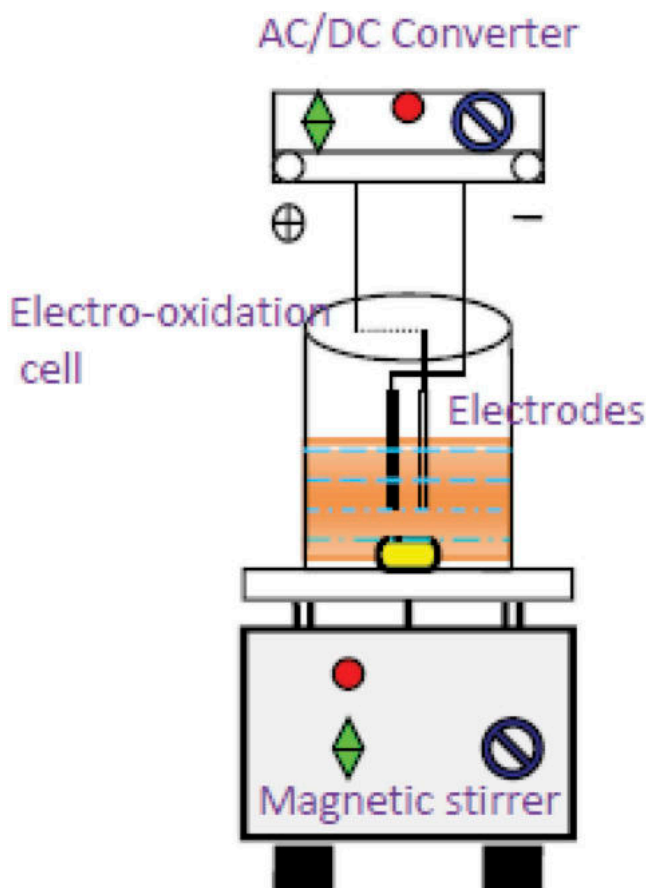 AC/DC Converter
Electro-oxidation
cell
Electrodes
Magnetic stirrer